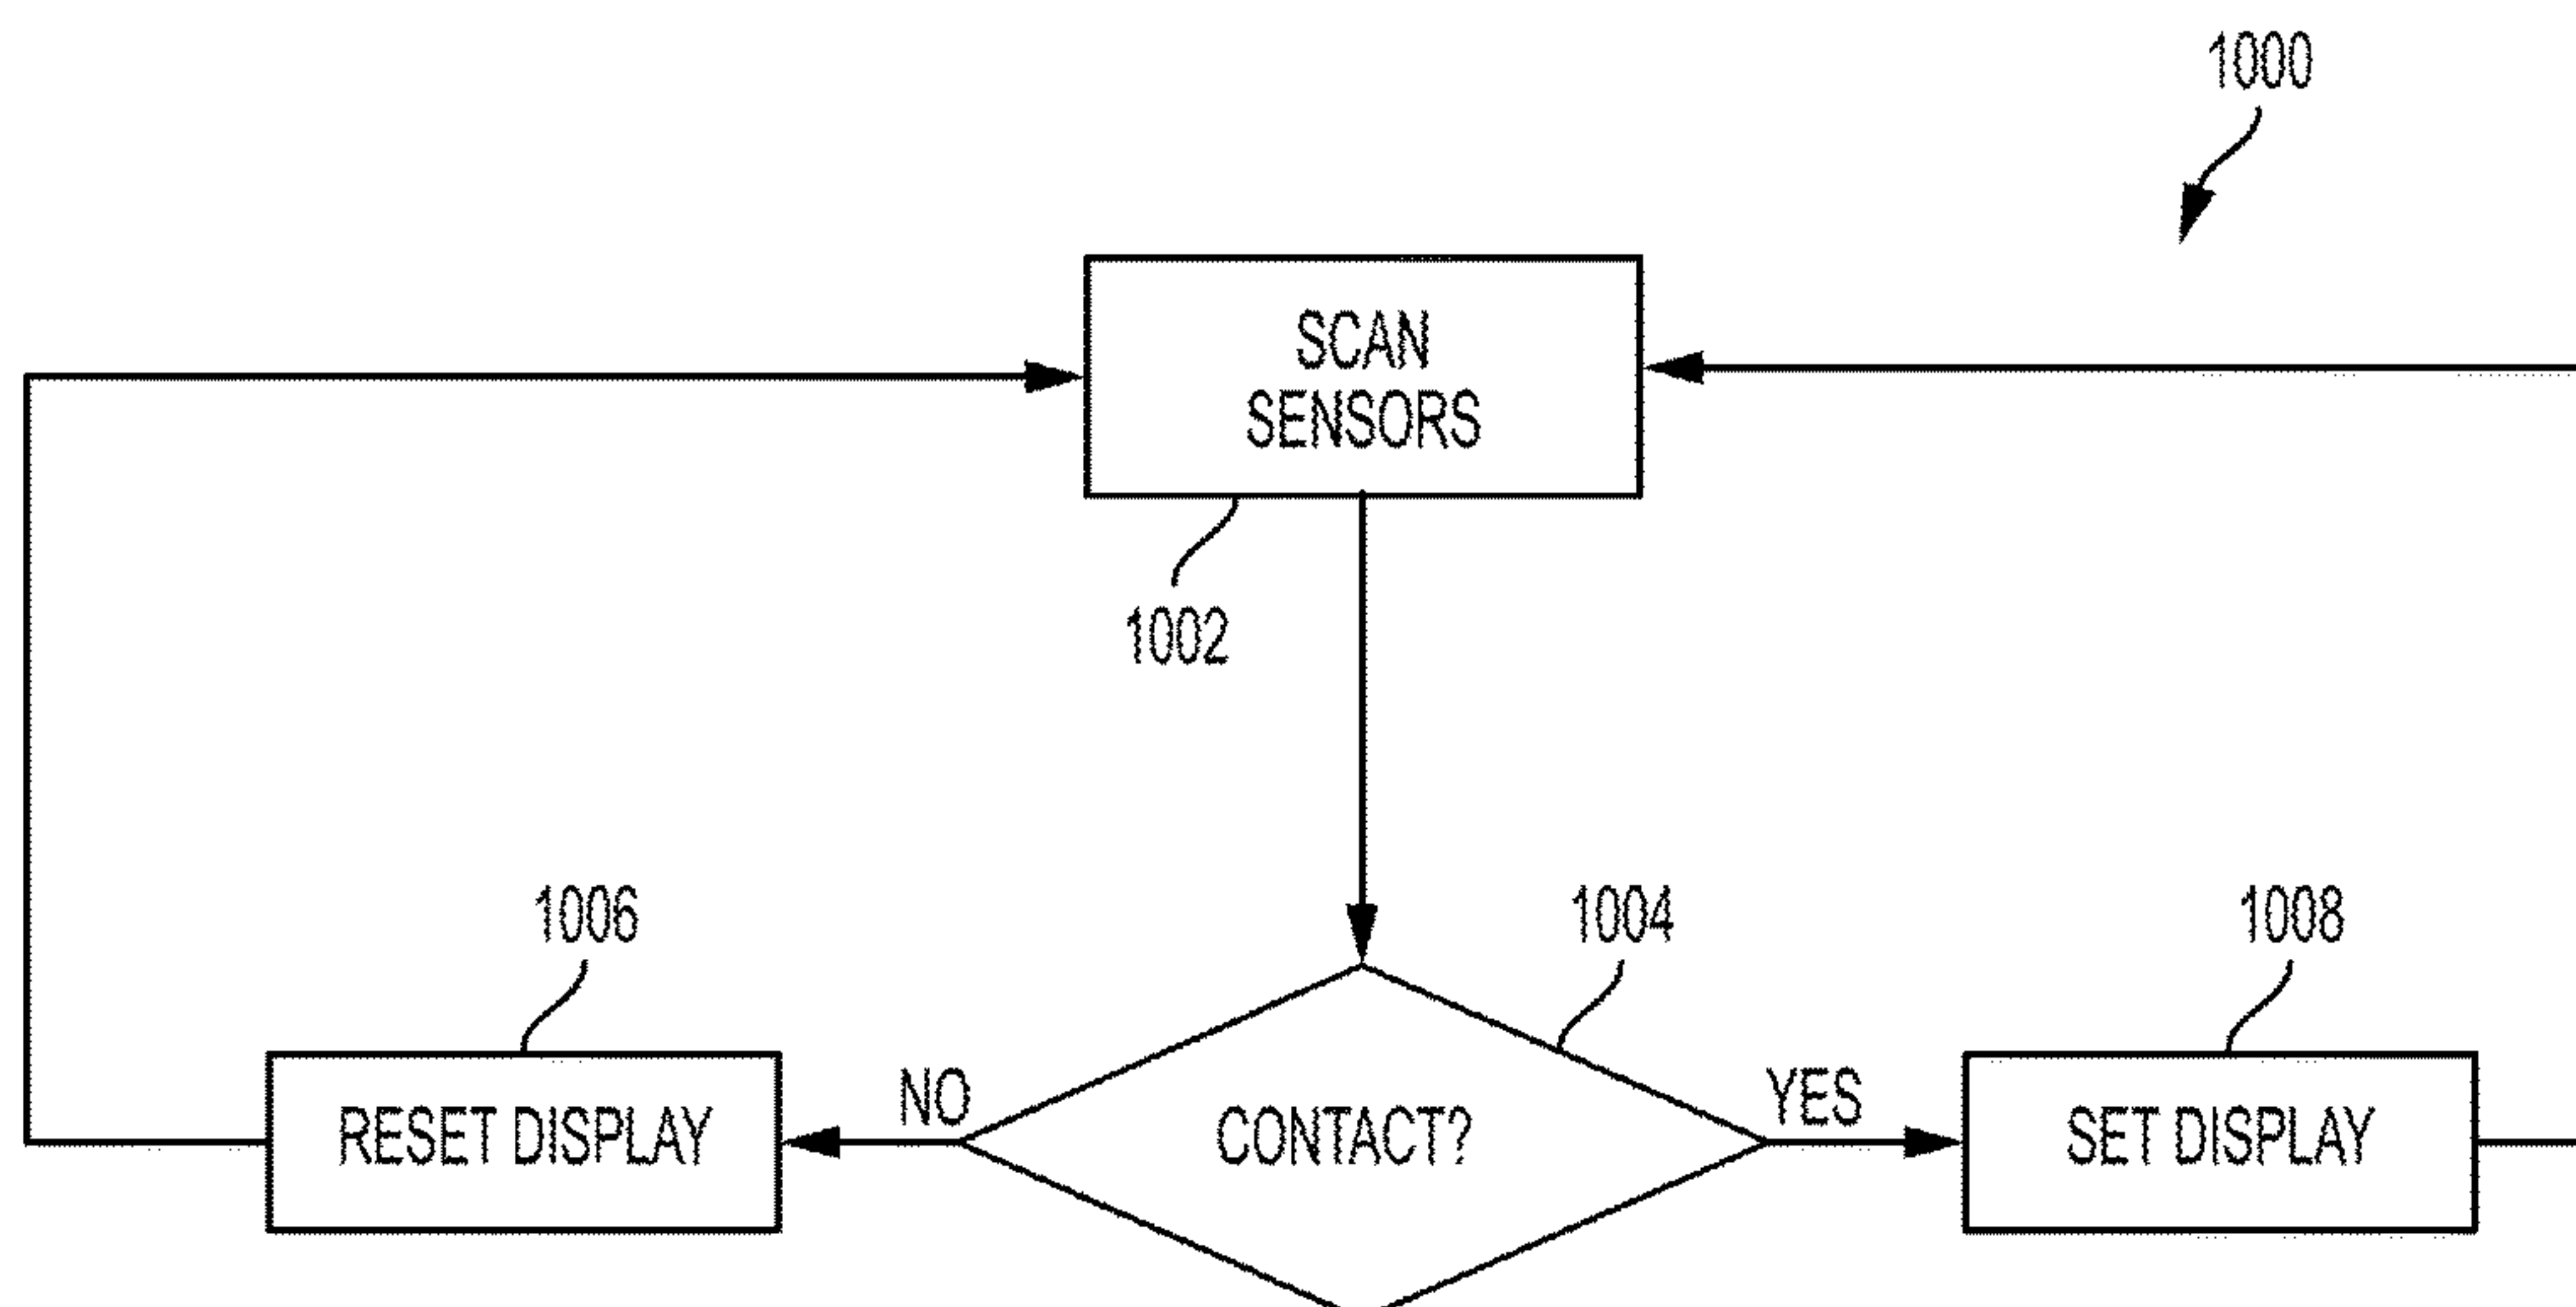 1000
SCAN
SENSORS
1002
1006
1004
1008
NO
YES
RESET DISPLAY
CONTACT?
SET DISPLAY